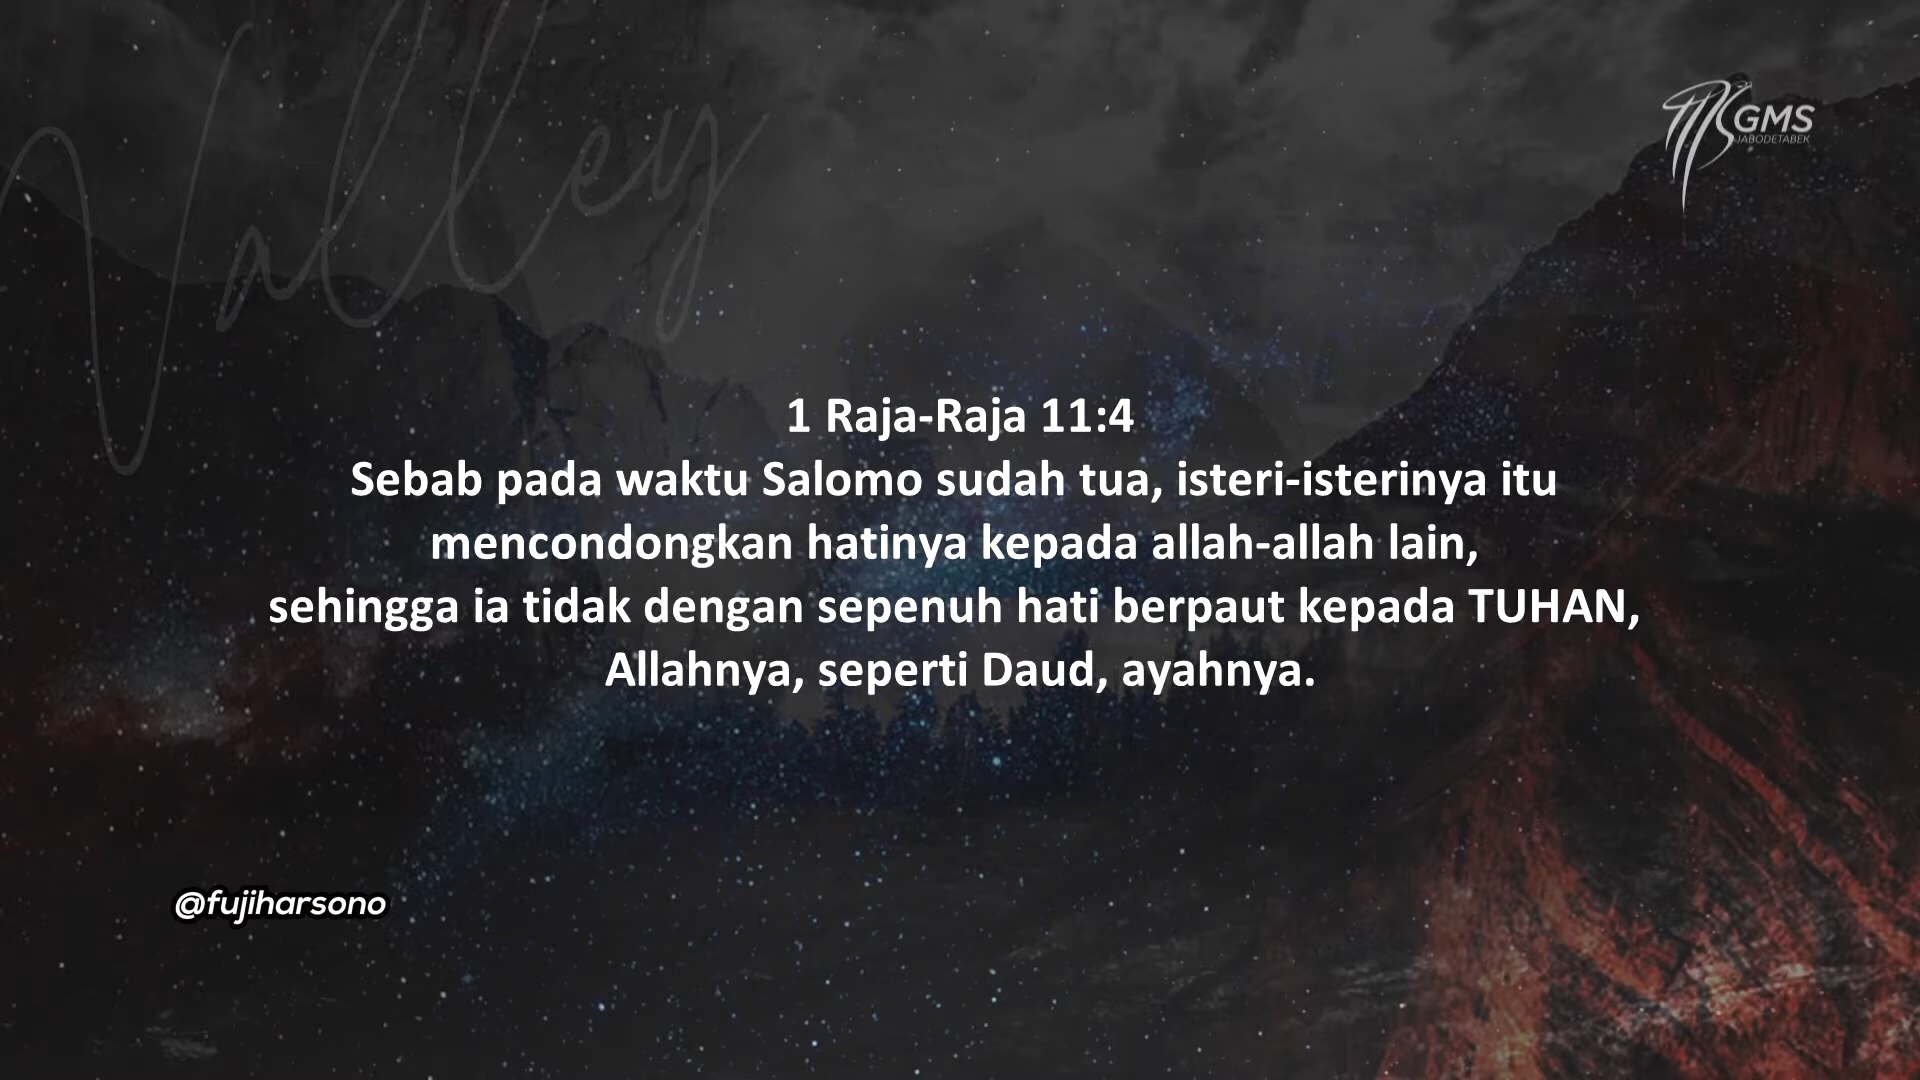 Valley
GMS
JABODETABEK
1 Raja-Raja 11:4
Sebab pada waktu Salomo sudah tua, isteri-isterinya itu
mencondongkan hatinya kepada allah-allah lain,
sehingga ia tidak dengan sepenuh hati berpaut kepada TUHAN,
Allahnya, seperti Daud, ayahnya.
@fujiharsono